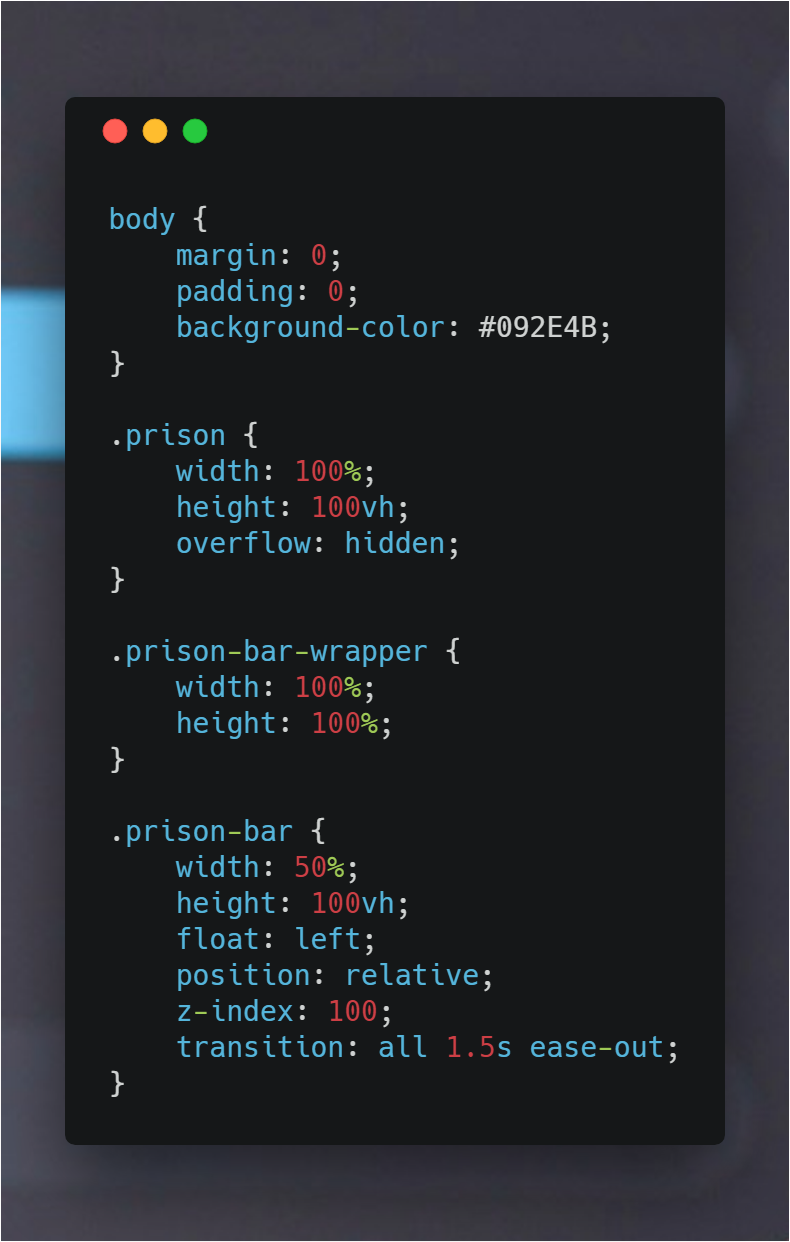 body {
    margin: 0;
    padding: 0;
    background-color: #092E4B;
}

.prison {
    width: 100%;
    height: 100vh;
    overflow: hidden;
}

.prison-bar-wrapper {
    width: 100%;
    height: 100%;
}

.prison-bar {
    width: 50%;
    height: 100vh;
    float: left;
    position: relative;
    z-index: 100;
    transition: all 1.5s ease-out;
}